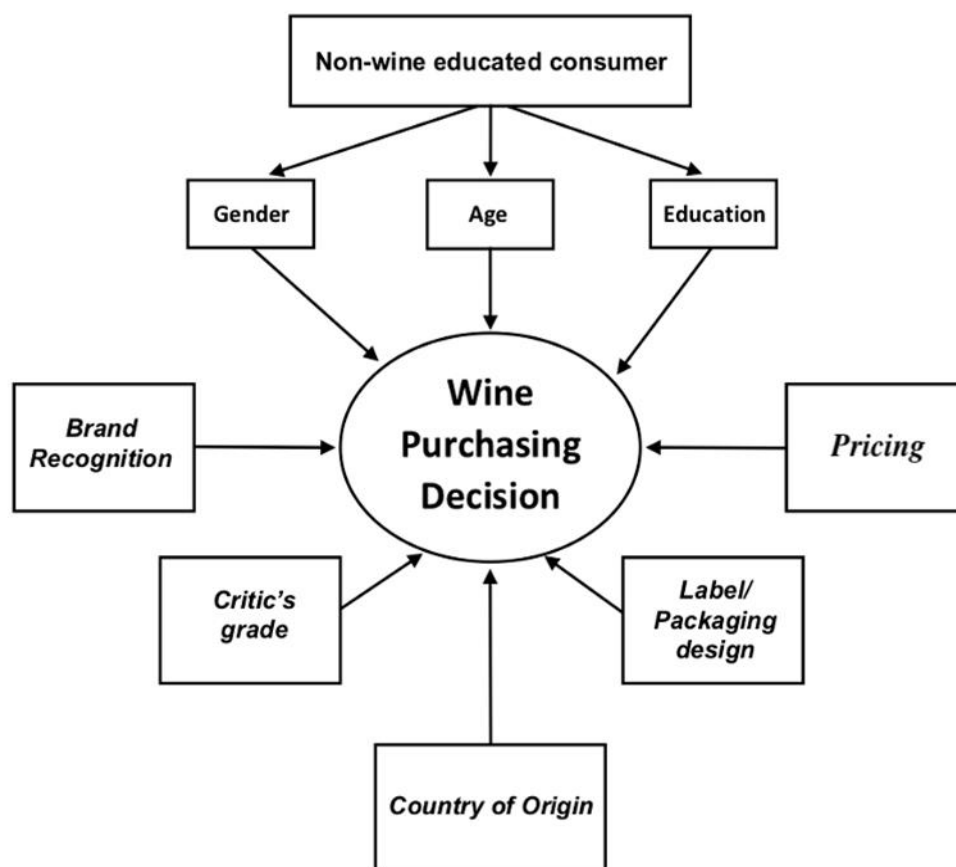 Non-wine educated consumer
Gender
Age
Education
Wine
Purchasing
Decision
Brand
Recognition
Pricing
Critic’s
grade
Label/
Packaging
design
Country of Origin